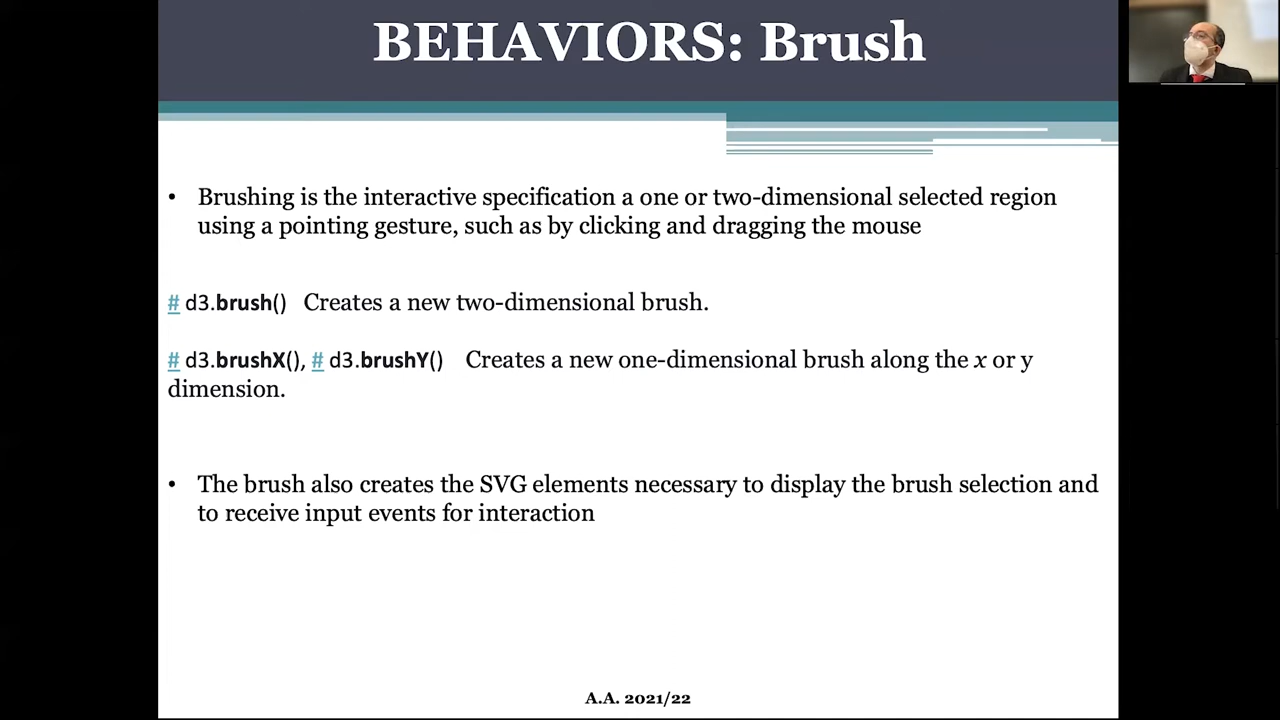 BEHAVIORS: Brush
• Brushing is the interactive specification a one or two-dimensional selected region
using a pointing gesture, such as by clicking and dragging the mouse
# d3.brush() Creates a new two-dimensional brush.
# d3.brushX(), # d3.brushY() Creates a new one-dimensional brush along the x or y
dimension.
• The brush also creates the SVG elements necessary to display the brush selection and
to receive input events for interaction
A.A. 2021/22